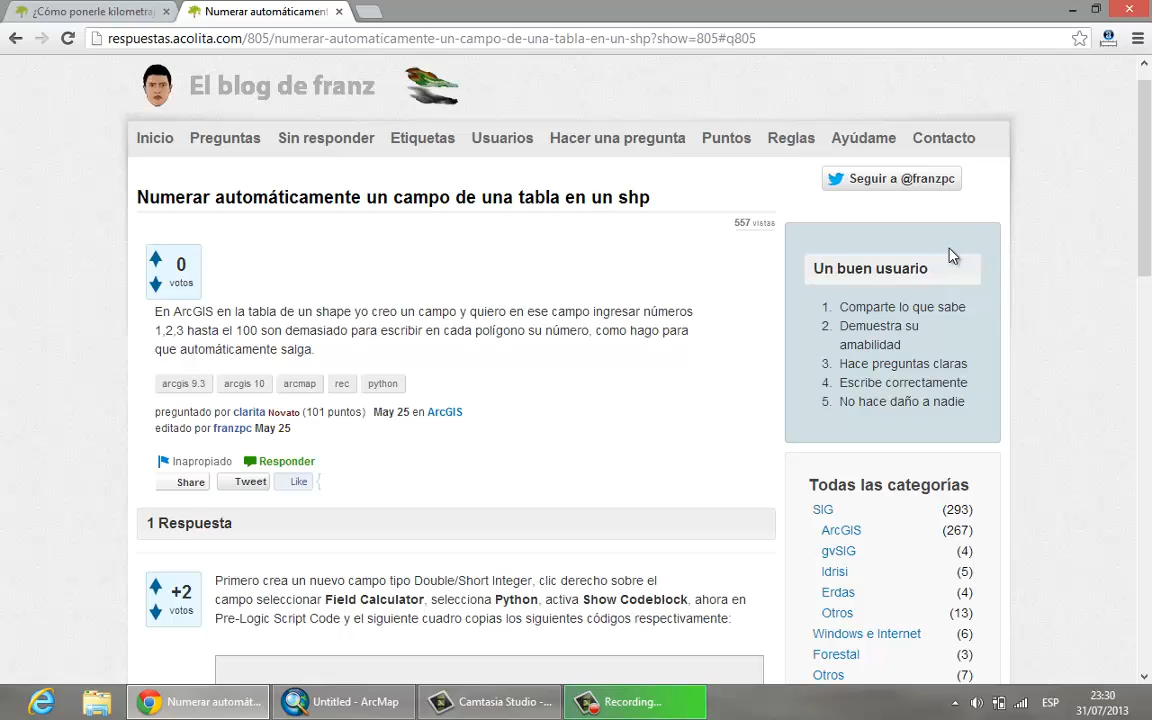 ¿Cómo ponerle kilometra
Numerar automáticamen
respuestas.acolita.com/805/numerar-automaticamente-un-campo-de-una-tabla-en-un-shp?show=805#q805
El blog de franz
Inicio Preguntas Sin responder Etiquetas Usuarios Hacer una pregunta Puntos Reglas Ayúdame Contacto
Seguir a @franzpc
Numerar automáticamente un campo de una tabla en un shp
557 vistas
0
votos
En ArcGIS en la tabla de un shape yo creo un campo y quiero en ese campo ingresar números
1,2,3 hasta el 100 son demasiado para escribir en cada polígono su número, como hago para
que automáticamente salga.
arcgis 9.3 arcgis 10 arcmap rec python
preguntado por clarita Novato (101 puntos) May 25 en ArcGIS
editado por franzpc May 25
Inapropiado Responder
Share Tweet Like
1 Respuesta
+2
votos
Primero crea un nuevo campo tipo Double/Short Integer, clic derecho sobre el
campo seleccionar Field Calculator, selecciona Python, activa Show Codeblock, ahora en
Pre-Logic Script Code y el siguiente cuadro copias los siguientes códigos respectivamente:
Un buen usuario
1. Comparte lo que sabe
2. Demuestra su
amabilidad
3. Hace preguntas claras
4. Escribe correctamente
5. No hace daño a nadie
Todas las categorías
SIG (293)
ArcGIS (267)
gvSIG (4)
Idrisi (5)
Erdas (4)
Otros (13)
Windows e Internet (6)
Forestal (3)
Otros (7)
Numerar automát...
Untitled - ArcMap
Camtasia Studio -...
Recording...
ESP
23:30
31/07/2013